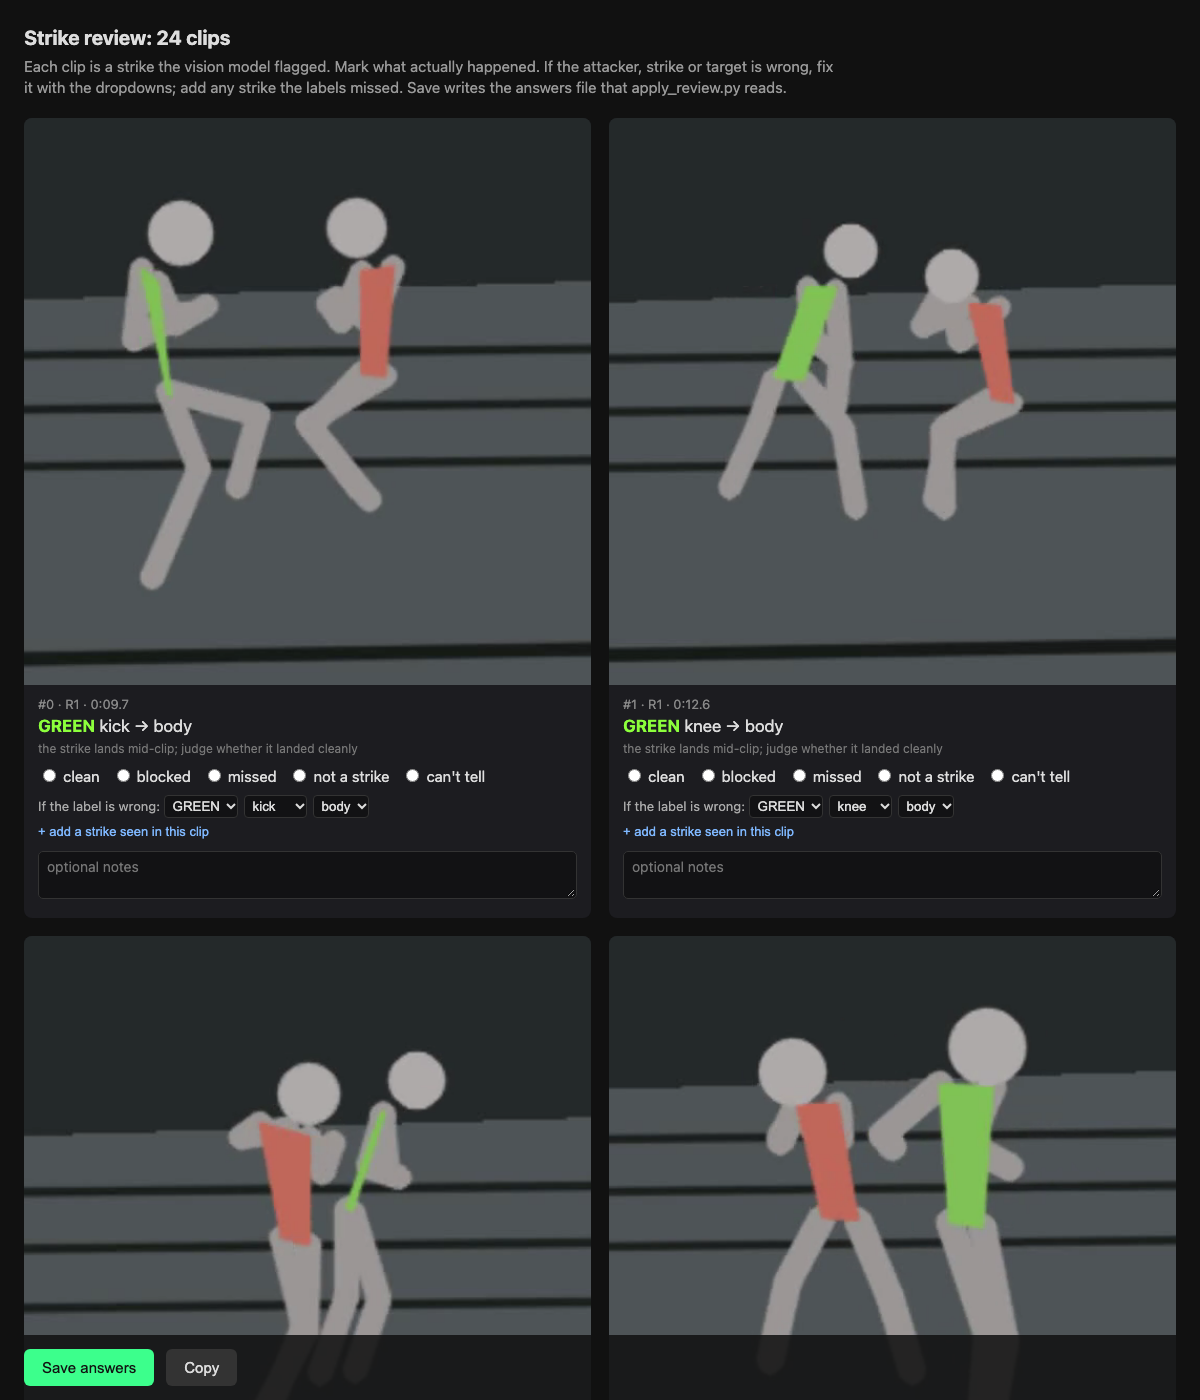 Strike review: 24 clips
Each clip is a strike the vision model flagged. Mark what actually happened. If the attacker, strike or target is wrong, fix
it with the dropdowns; add any strike the labels missed. Save writes the answers file that apply_review.py reads.
#0 · R1 · 0:09.7
GREEN kick → body
the strike lands mid-clip; judge whether it landed cleanly
clean blocked missed not a strike can't tell
If the label is wrong: GREEN kick body
+ add a strike seen in this clip
optional notes
#1 · R1 · 0:12.6
GREEN knee → body
the strike lands mid-clip; judge whether it landed cleanly
clean blocked missed not a strike can't tell
If the label is wrong: GREEN knee body
+ add a strike seen in this clip
optional notes
Save answers Copy